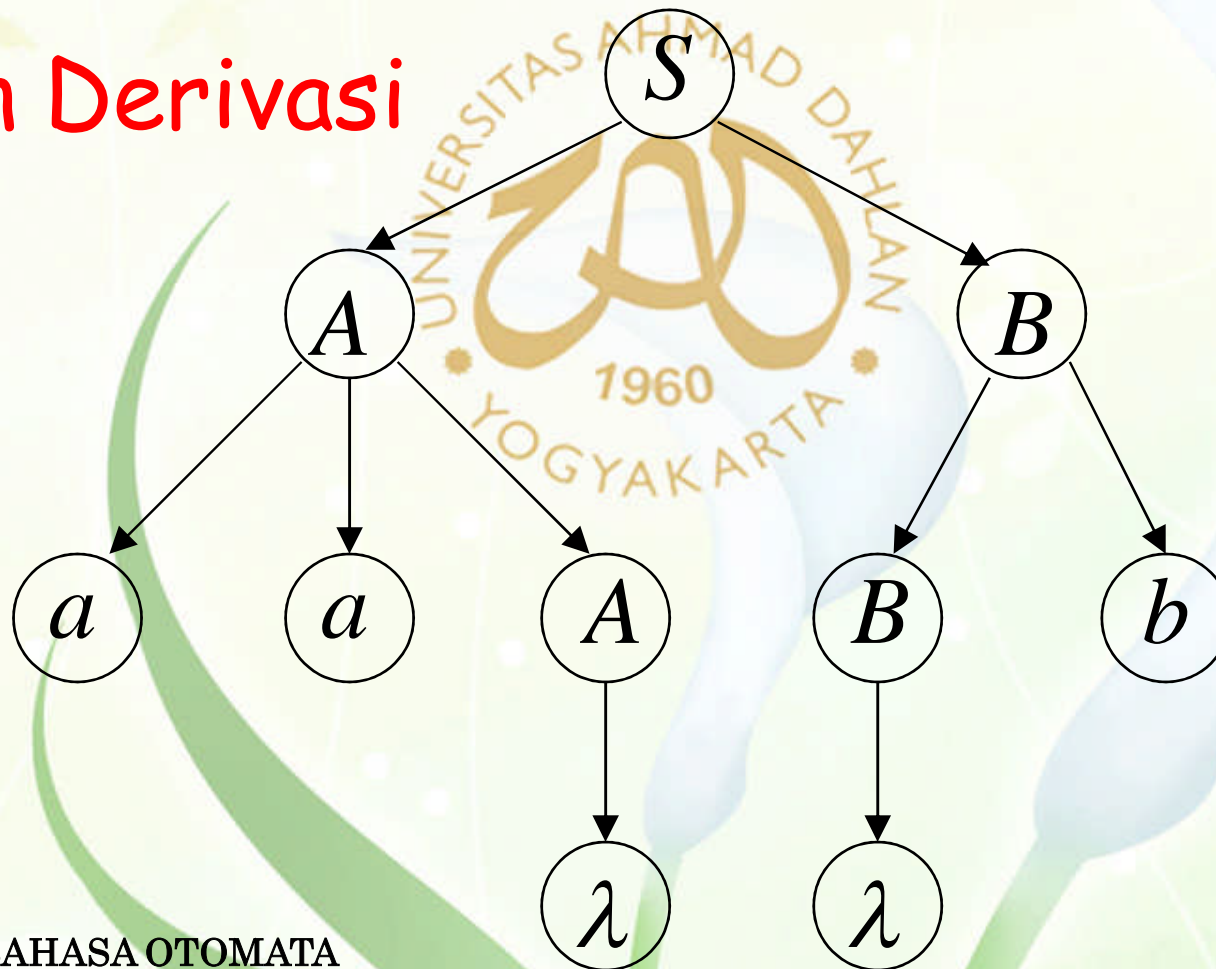 n Derivasi
S
UNIVERSITAS AHMAD DAHLAN
A B
1960
YOGYAKARTA
a a A B b
λ λ
AHASA OTOMATA